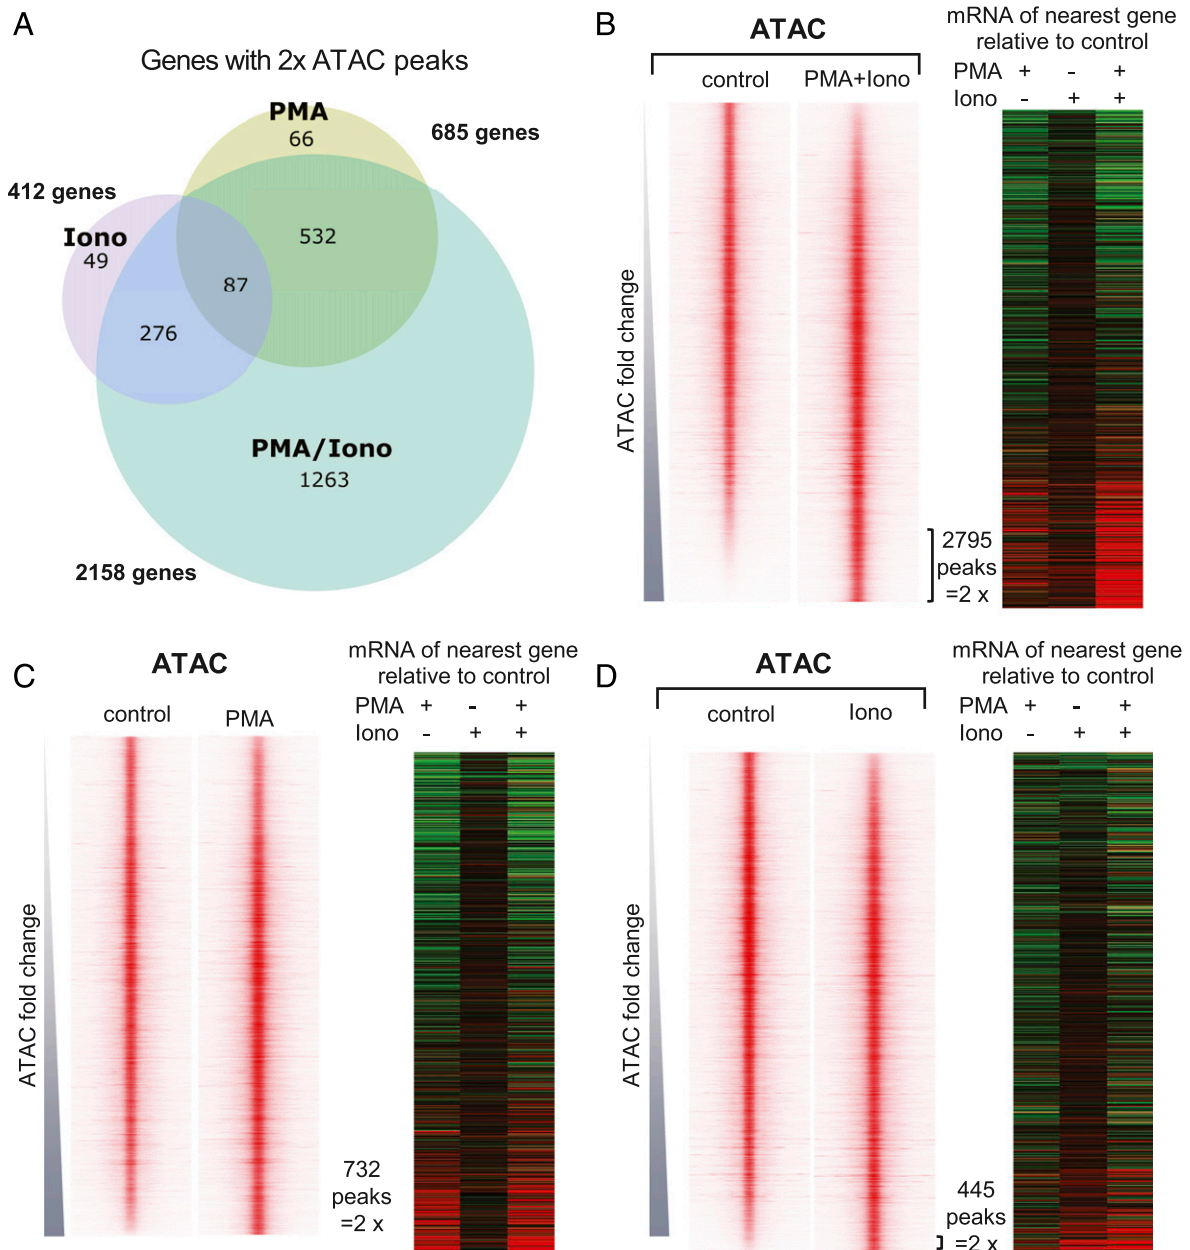 A
Genes with 2x ATAC peaks
PMA
66
685 genes
412 genes
Iono
49
532
87
276
PMA/Iono
1263
2158 genes
B
ATAC
control
PMA+Iono
mRNA of nearest gene
relative to control
PMA + - +
Iono - + +
ATAC fold change
2795
peaks
=2 x
C
ATAC
control
PMA
mRNA of nearest gene
relative to control
PMA + - +
Iono - + +
ATAC fold change
732
peaks
=2 x
D
ATAC
control
Iono
mRNA of nearest gene
relative to control
PMA + - +
Iono - + +
ATAC fold change
445
peaks
=2 x